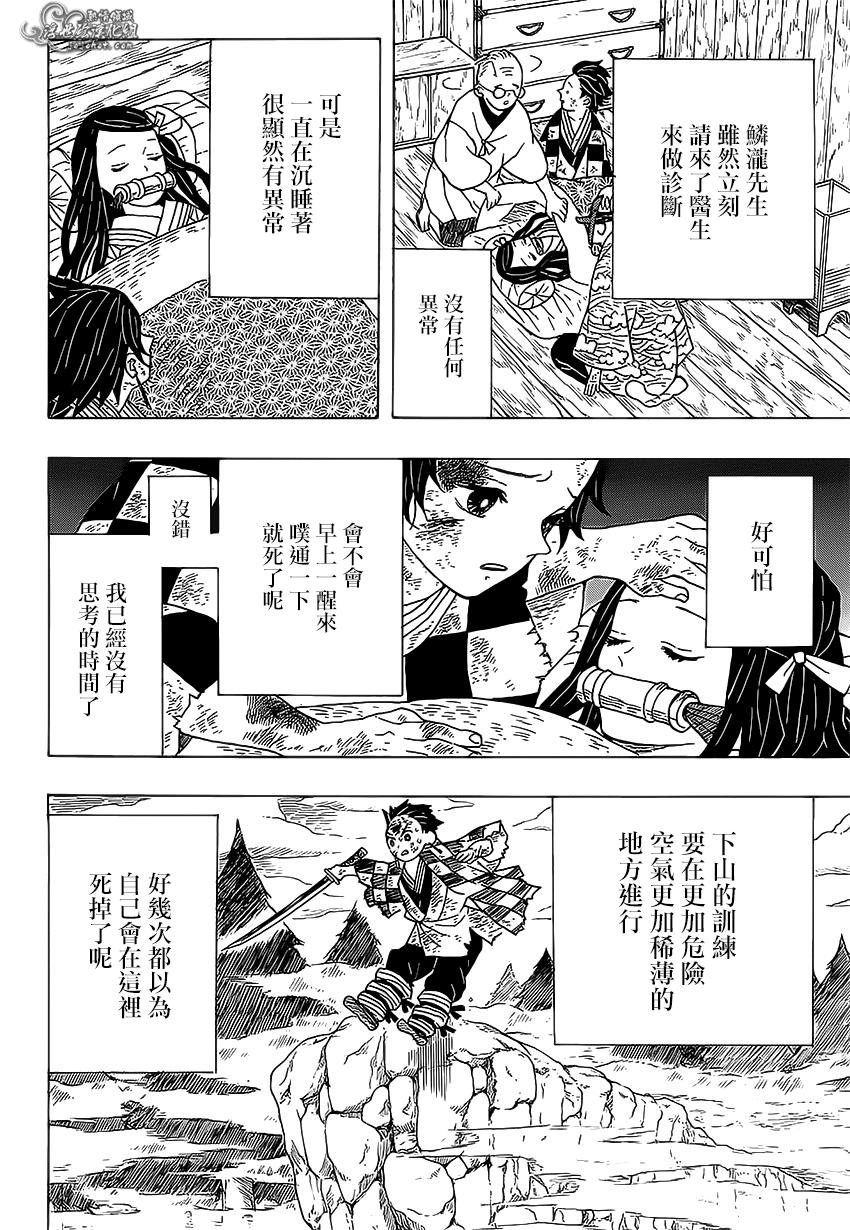 鱗瀧先生
雖然立刻
請來了醫生
來做診斷
沒有任何
異常
可是
一直在沉睡著
很顯然有異常
好可怕
會不會
早上一醒來
噗通一下
就死了呢
沒錯
我已經沒有
思考的時間了
下山的訓練
要在更加危險
空氣更加稀薄的
地方進行
好幾次都以為
自己會在這裡
死掉了呢